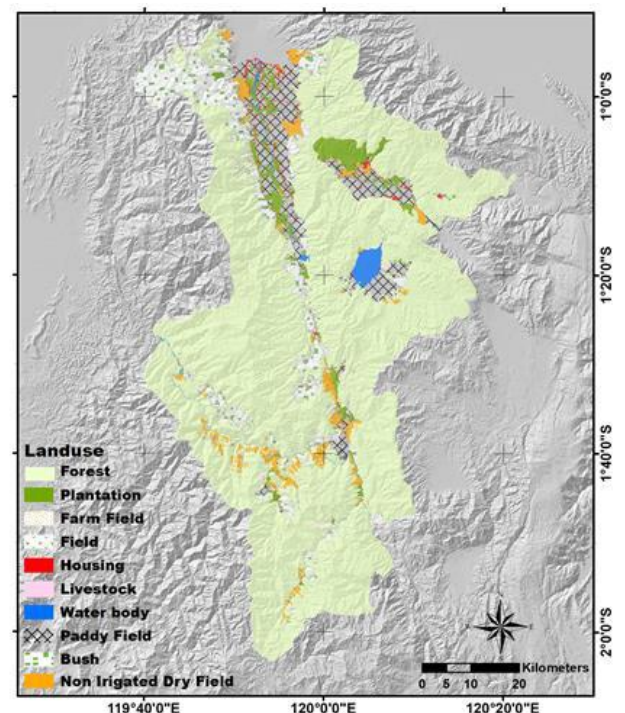 1°0'0"S
1°20'0"S
1°40'0"S
2°0'0"S
Landuse
Forest
Plantation
Farm Field
Field
Housing
Livestock
Water body
Paddy Field
Bush
Non Irigated Dry Field
Kilometers
0 5 10 20
119°40'0"E 120°0'0"E 120°20'0"E